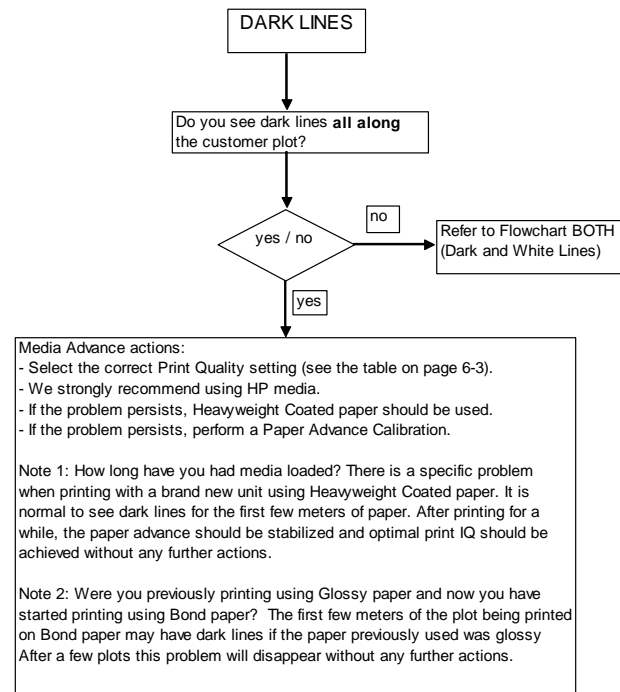 DARK LINES
Do you see dark lines all along
the customer plot?
yes / no
no
Refer to Flowchart BOTH
(Dark and White Lines)
yes
Media Advance actions:
- Select the correct Print Quality setting (see the table on page 6-3).
- We strongly recommend using HP media.
- If the problem persists, Heavyweight Coated paper should be used.
- If the problem persists, perform a Paper Advance Calibration.
Note 1: How long have you had media loaded? There is a specific problem
when printing with a brand new unit using Heavyweight Coated paper. It is
normal to see dark lines for the first few meters of paper. After printing for a
while, the paper advance should be stabilized and optimal print IQ should be
achieved without any further actions.
Note 2: Were you previously printing using Glossy paper and now you have
started printing using Bond paper?  The first few meters of the plot being printed
on Bond paper may have dark lines if the paper previously used was glossy
After a few plots this problem will disappear without any further actions.